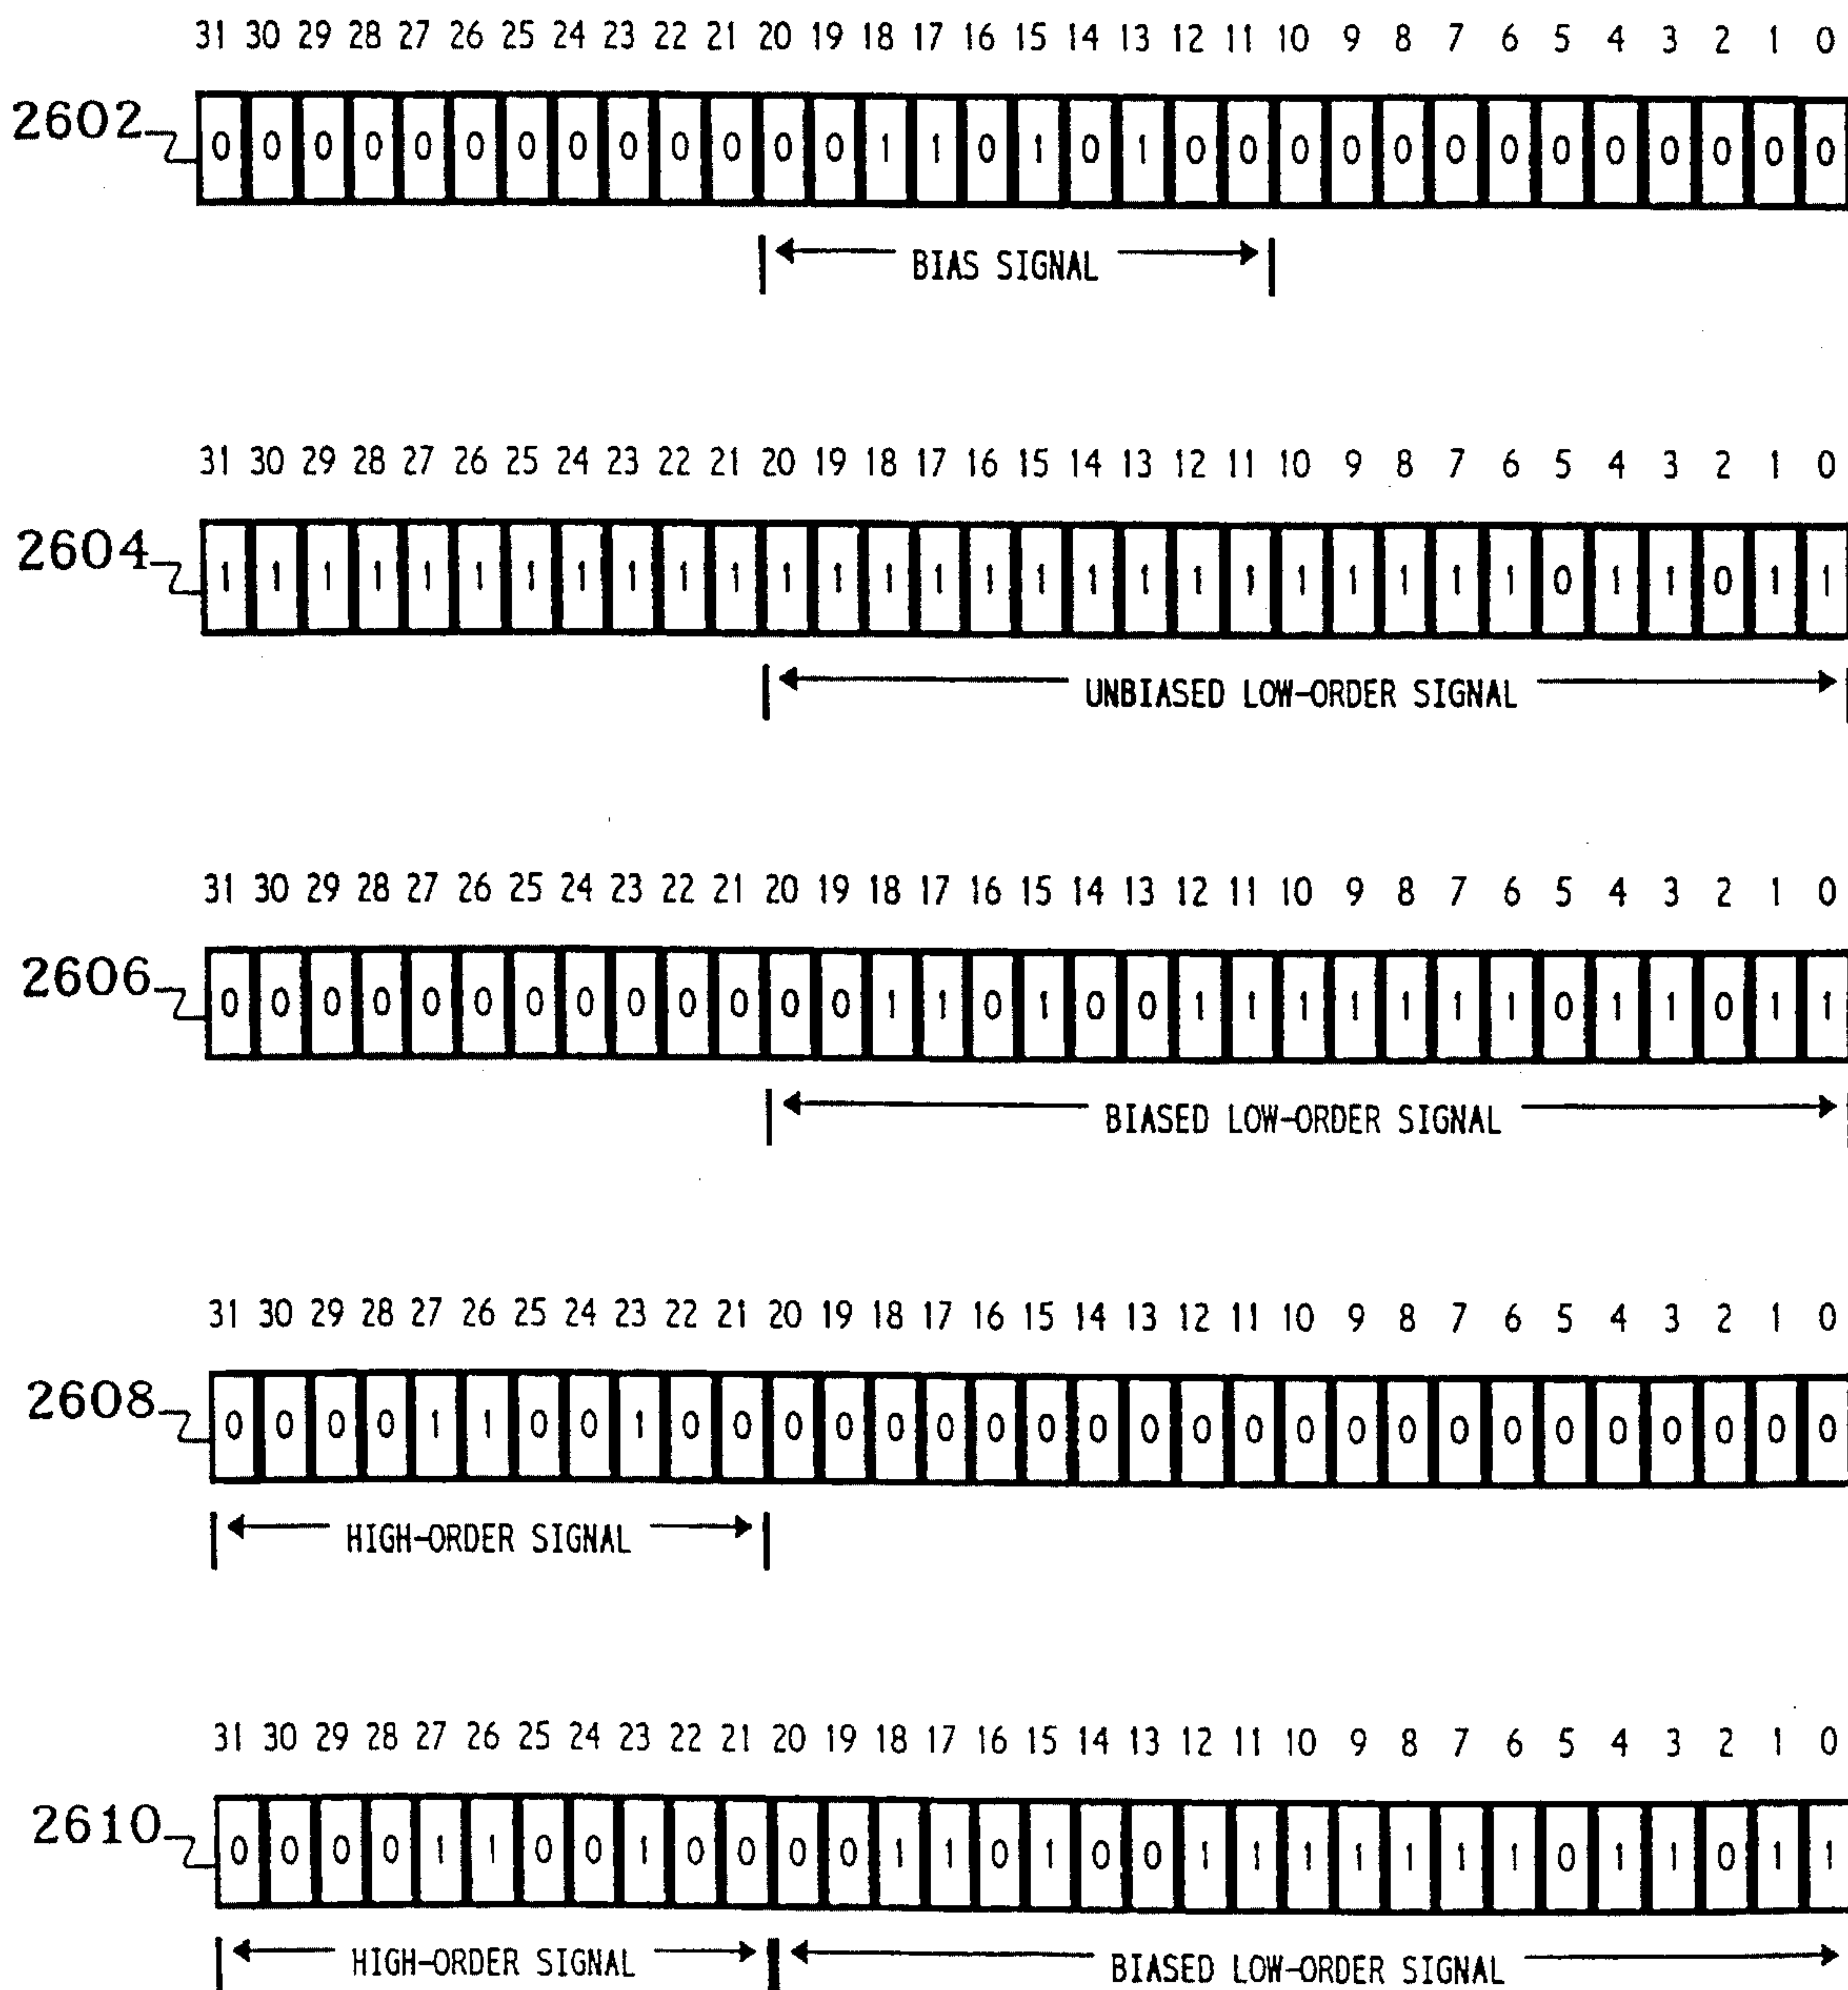 31 30 29 28 27 26 25 24 23 22 21 20 19 18 17 16 15 14 13 12 11 10 9 8 7 6 5 4 3 2 1 0
2602 0 0 0 0 0 0 0 0 0 0 0 0 0 1 1 0 1 0 1 0 0 0 0 0 0 0 0 0 0 0 0 0
BIAS SIGNAL
31 30 29 28 27 26 25 24 23 22 21 20 19 18 17 16 15 14 13 12 11 10 9 8 7 6 5 4 3 2 1 0
2604 1 1 1 1 1 1 1 1 1 1 1 1 1 1 1 1 1 1 1 1 1 1 1 1 1 1 0 1 1 0 1 1
UNBIASED LOW-ORDER SIGNAL
31 30 29 28 27 26 25 24 23 22 21 20 19 18 17 16 15 14 13 12 11 10 9 8 7 6 5 4 3 2 1 0
2606 0 0 0 0 0 0 0 0 0 0 0 0 0 1 1 0 1 0 0 1 1 1 1 1 1 1 0 1 1 0 1 1
BIASED LOW-ORDER SIGNAL
31 30 29 28 27 26 25 24 23 22 21 20 19 18 17 16 15 14 13 12 11 10 9 8 7 6 5 4 3 2 1 0
2608 0 0 0 0 1 1 0 0 1 0 0 0 0 0 0 0 0 0 0 0 0 0 0 0 0 0 0 0 0 0 0 0
HIGH-ORDER SIGNAL
31 30 29 28 27 26 25 24 23 22 21 20 19 18 17 16 15 14 13 12 11 10 9 8 7 6 5 4 3 2 1 0
2610 0 0 0 0 1 1 0 0 1 0 0 0 0 1 1 0 1 0 0 1 1 1 1 1 1 1 0 1 1 0 1 1
HIGH-ORDER SIGNAL BIASED LOW-ORDER SIGNAL